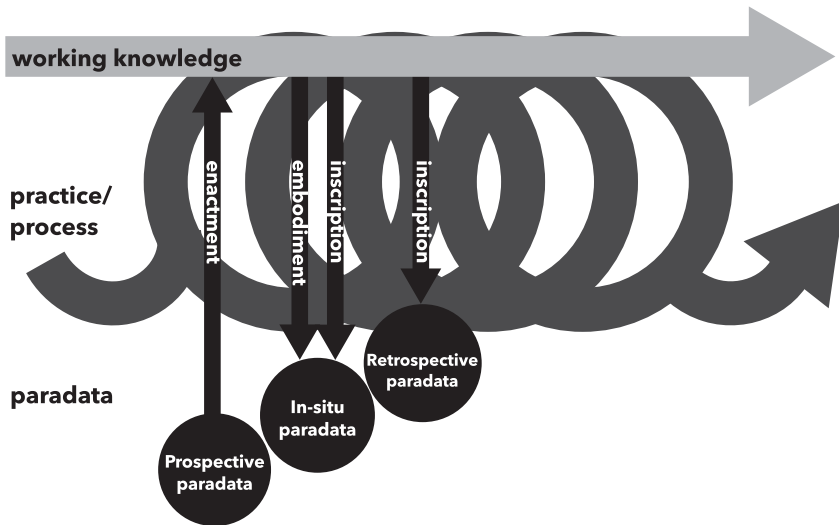 working knowledge
enactment
embodiment
inscription
inscription
practice/
process
Retrospective
paradata
paradata
In-situ
paradata
Prospective
paradata